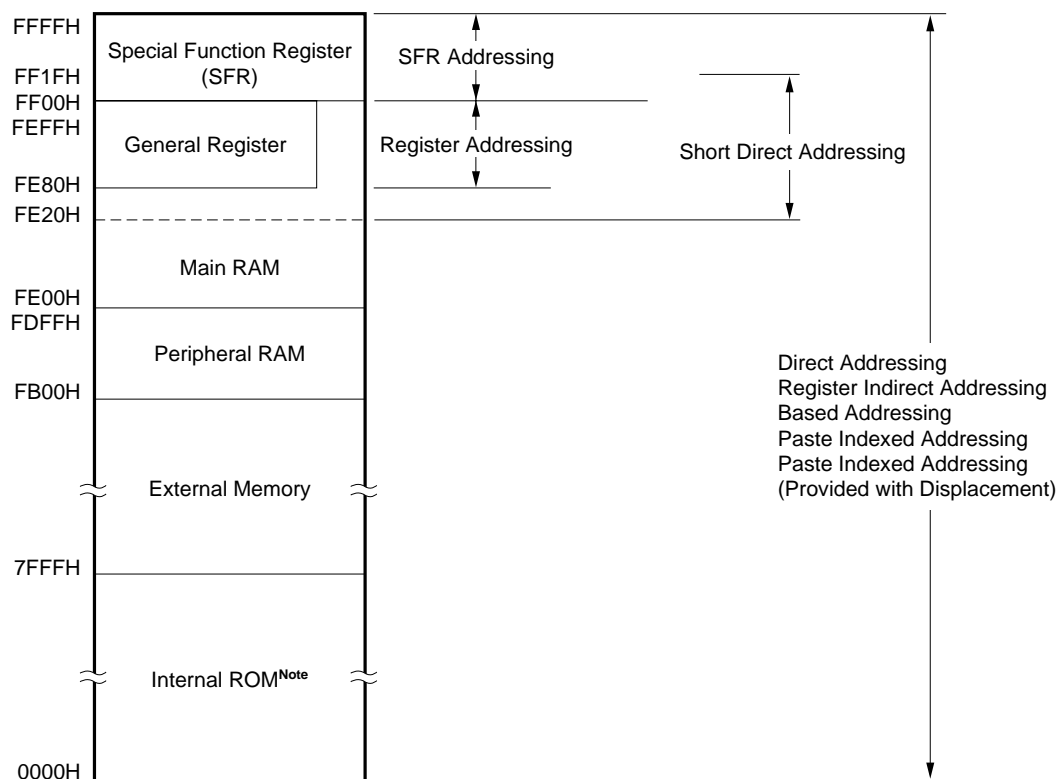 FFFFH
Special Function Register
(SFR)
SFR Addressing
FF1FH
FF00H
FEFFH
General Register
Register Addressing
Short Direct Addressing
FE80H
FE20H
Main RAM
FE00H
FDFFH
Peripheral RAM
FB00H
Direct Addressing
Register Indirect Addressing
Based Addressing
Paste Indexed Addressing
Paste Indexed Addressing
(Provided with Displacement)
External Memory
7FFFH
Internal ROMNote
0000H